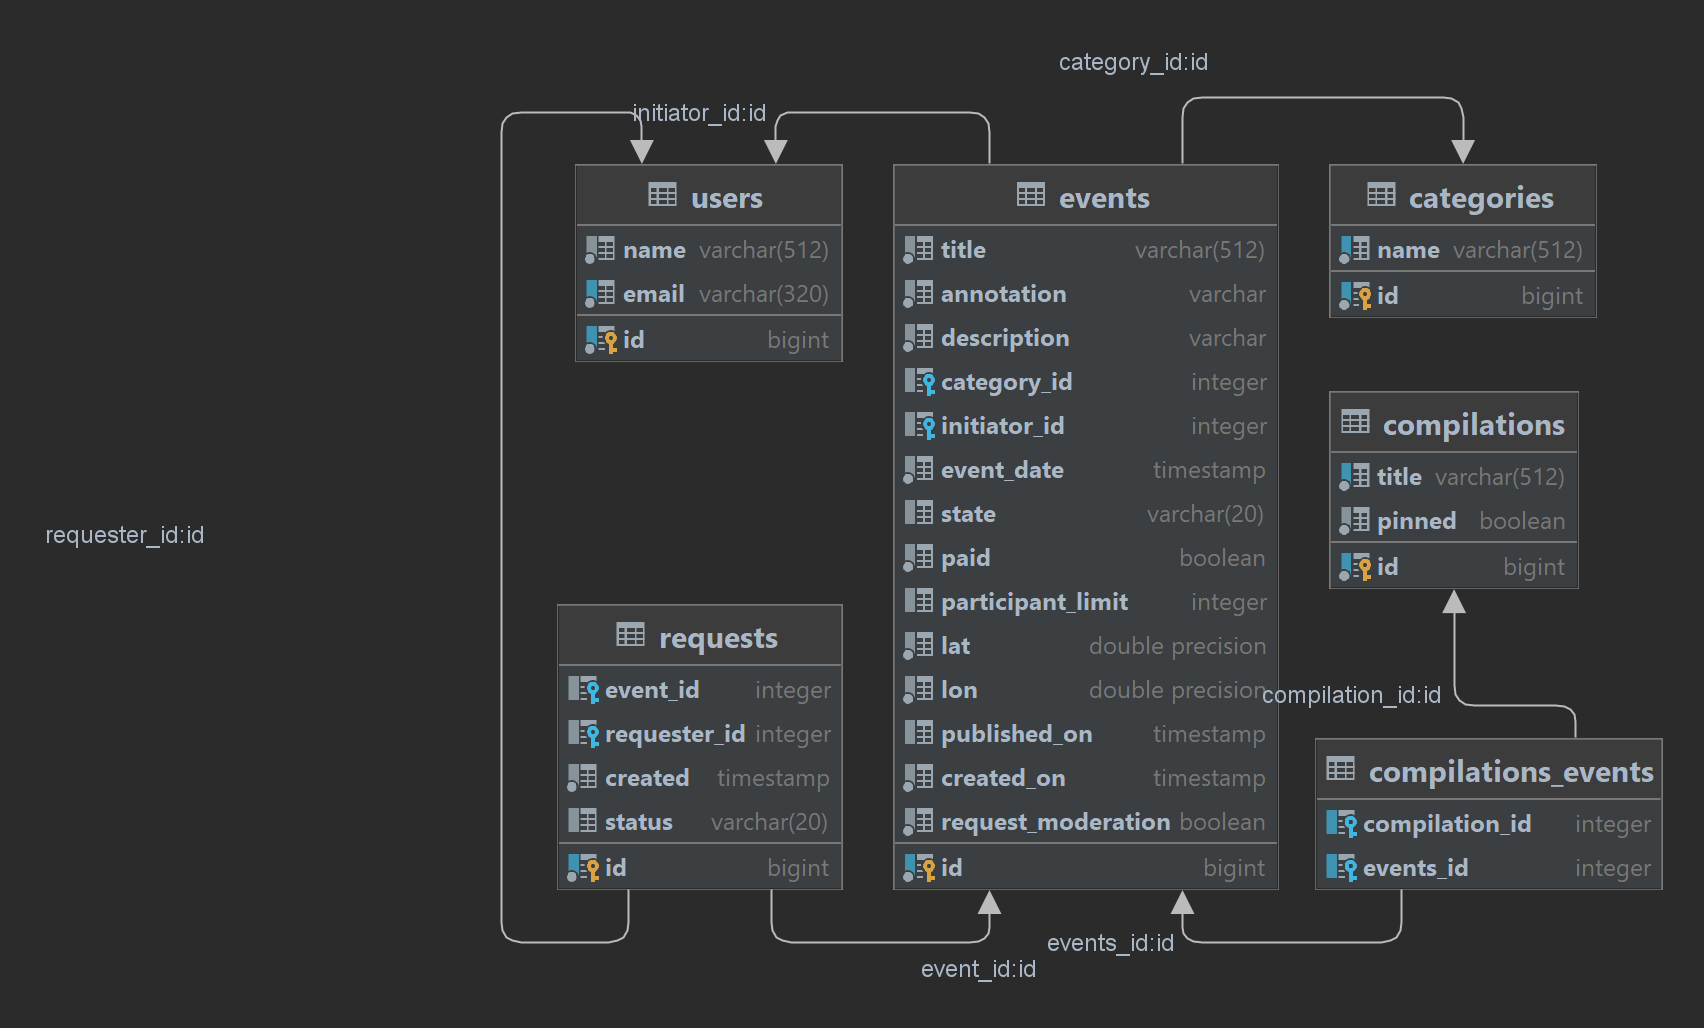 category_id:id
initiator_id:id
users
name varchar(512)
email varchar(320)
id bigint
events
title varchar(512)
annotation varchar
description varchar
category_id integer
initiator_id integer
event_date timestamp
state varchar(20)
paid boolean
participant_limit integer
lat double precision
lon double precision
published_on timestamp
created_on timestamp
request_moderation boolean
id bigint
categories
name varchar(512)
id bigint
compilations
title varchar(512)
pinned boolean
id bigint
requester_id:id
requests
event_id integer
requester_id integer
created timestamp
status varchar(20)
id bigint
compilation_id:id
compilations_events
compilation_id integer
events_id integer
events_id:id
event_id:id